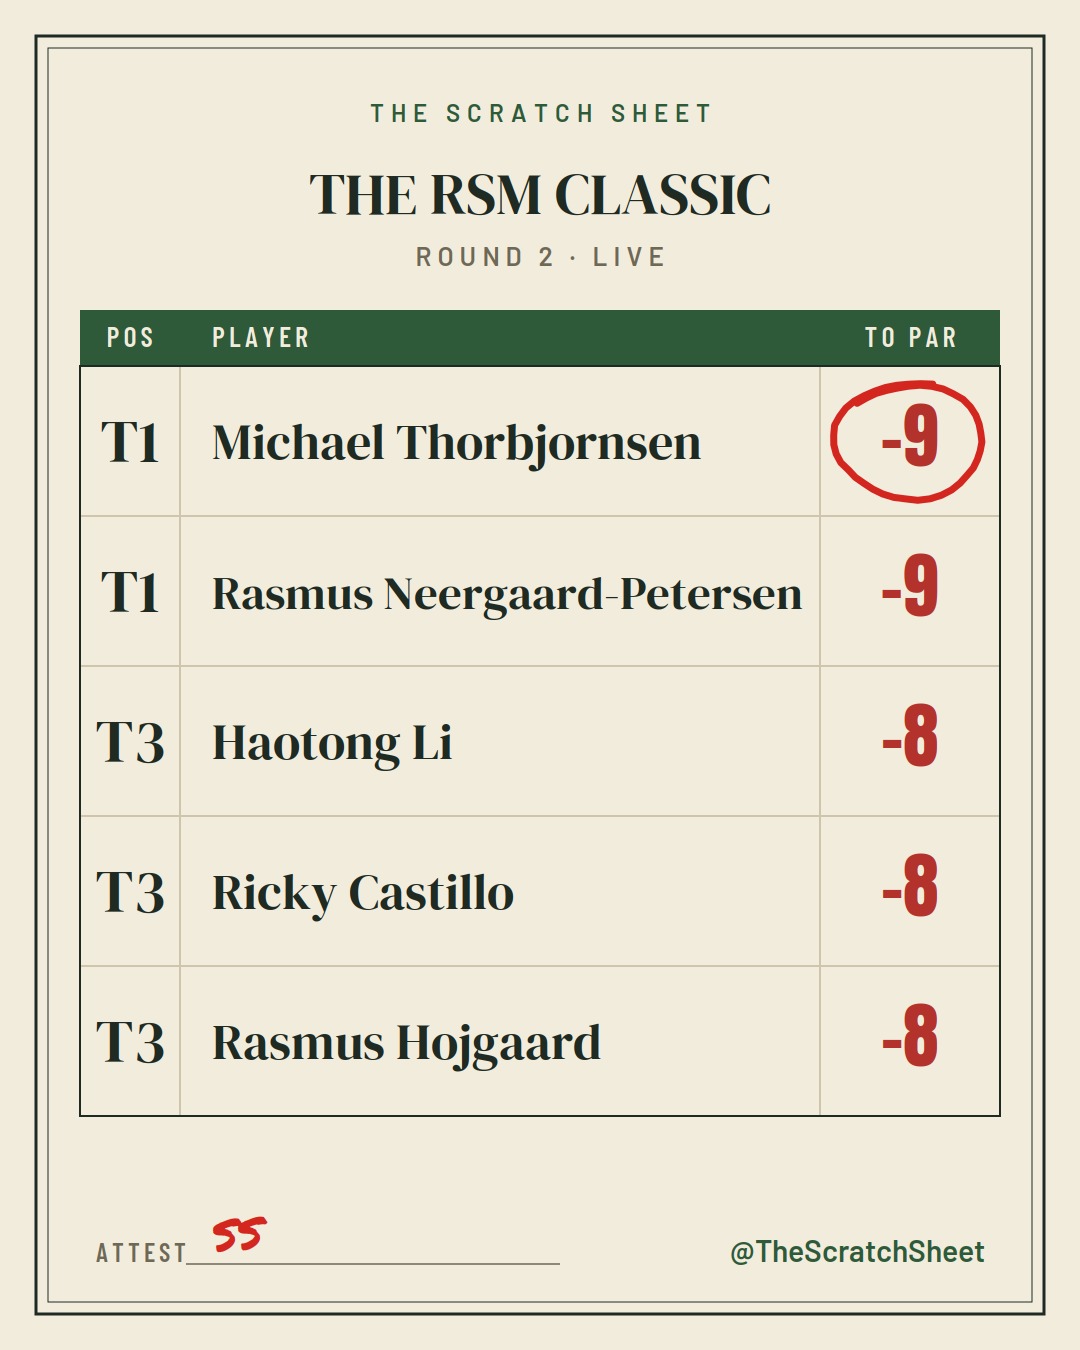 THE SCRATCH SHEET
THE RSM CLASSIC
ROUND 2 · LIVE
POS PLAYER TO PAR
T1 Michael Thorbjornsen -9
T1 Rasmus Neergaard-Petersen -9
T3 Haotong Li -8
T3 Ricky Castillo -8
T3 Rasmus Hojgaard -8
ATTEST SS @TheScratchSheet